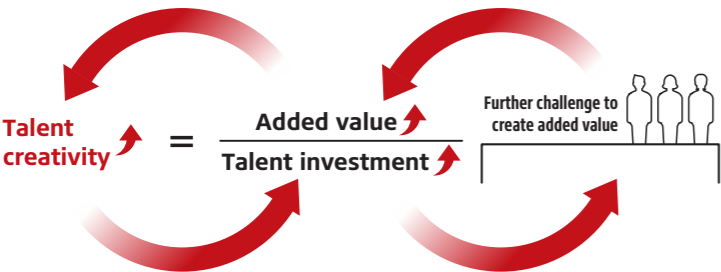 Talent
creativity
=
Added value
Talent investment
Further challenge to
create added value